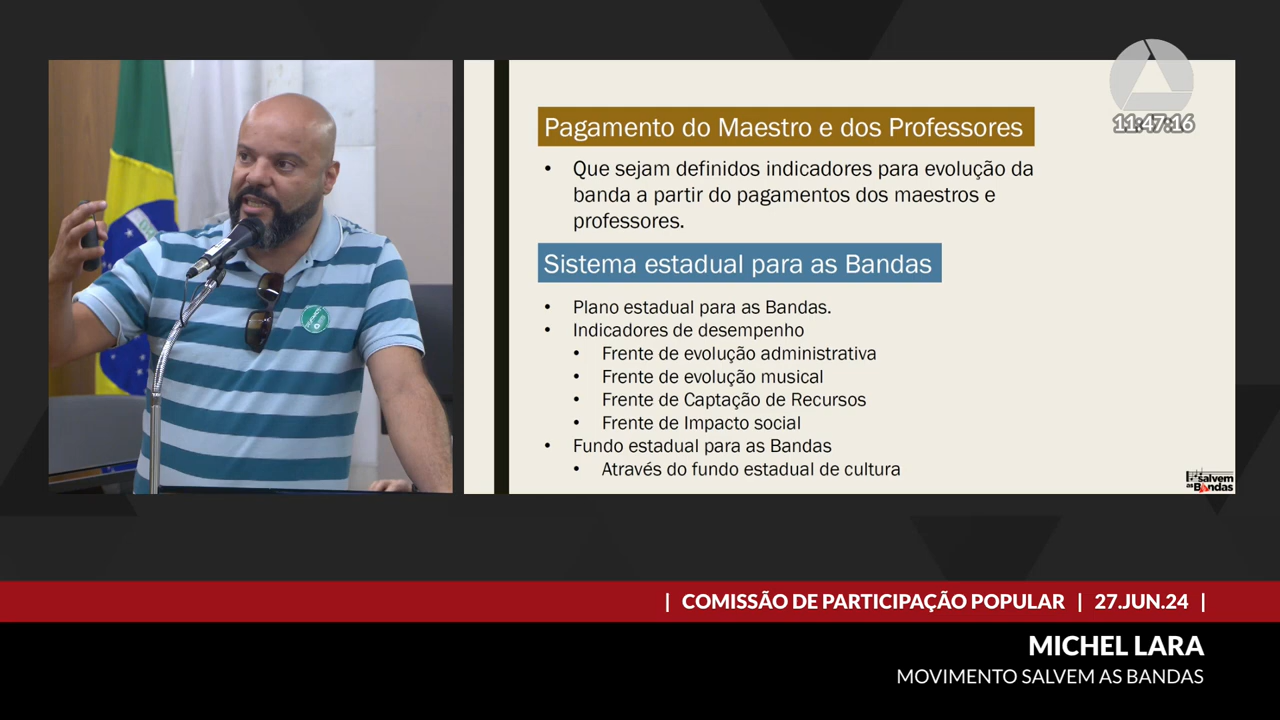 11:47:16
Pagamento do Maestro e dos Professores
• Que sejam definidos indicadores para evolução da
banda a partir do pagamentos dos maestros e
professores.
Sistema estadual para as Bandas
• Plano estadual para as Bandas.
• Indicadores de desempenho
• Frente de evolução administrativa
• Frente de evolução musical
• Frente de Captação de Recursos
• Frente de Impacto social
• Fundo estadual para as Bandas
• Através do fundo estadual de cultura
salvem
as Bandas
| COMISSÃO DE PARTICIPAÇÃO POPULAR | 27.JUN.24 |
MICHEL LARA
MOVIMENTO SALVEM AS BANDAS